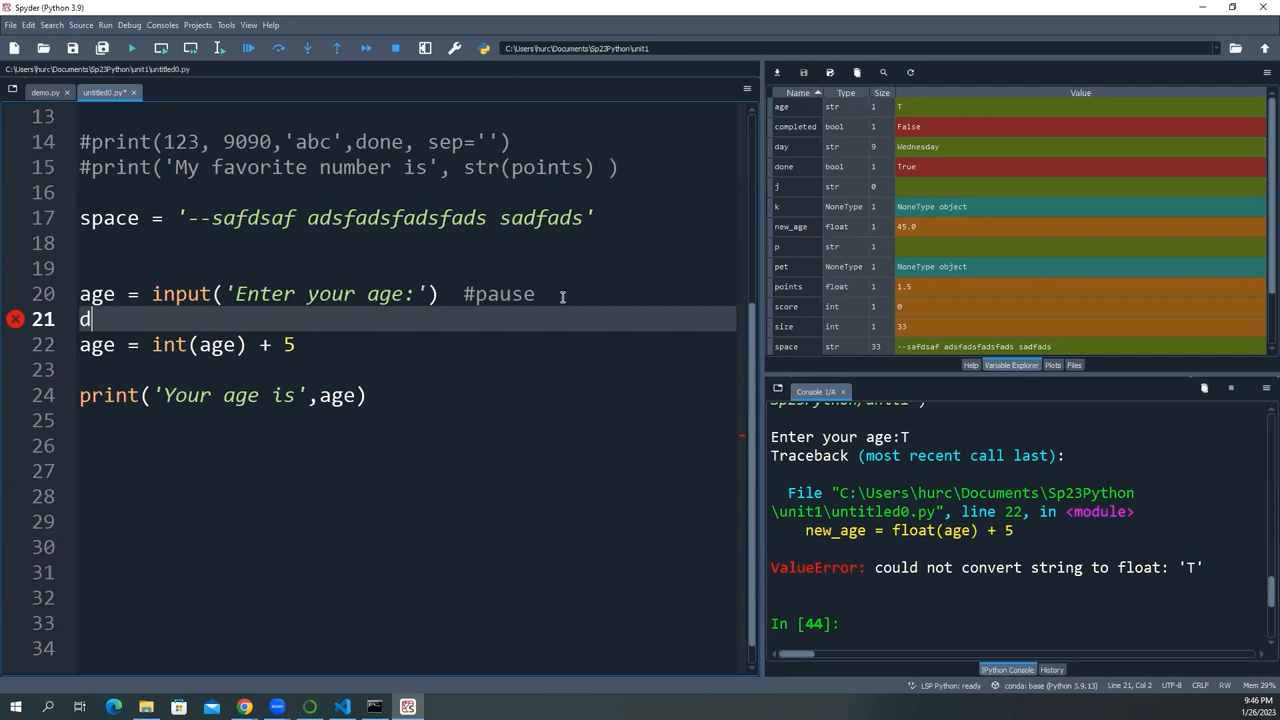 Spyder (Python 3.9)
File Edit Search Source Run Debug Consoles Projects Tools View Help
C:\Users\hurc\Documents\Sp23Python\unit1
C:\Users\hurc\Documents\Sp23Python\unit1\untitled0.py
demo.py untitled0.py*
13
14 #print(123, 9090,'abc',done, sep='')
15 #print('My favorite number is', str(points) )
16
17 space = '--safdsaf adsfadsfadsfads sadfads'
18
19
20 age = input('Enter your age:') #pause
21 d
22 age = int(age) + 5
23
24 print('Your age is',age)
25
26
27
28
29
30
31
32
33
34
Name Type Size Value
age str 1 T
completed bool 1 False
day str 9 Wednesday
done bool 1 True
j str 0
k NoneType 1 NoneType object
new_age float 1 45.0
p str 1
pet NoneType 1 NoneType object
points float 1 1.5
score int 1 0
size int 1 33
space str 33 --safdsaf adsfadsfadsfads sadfads
Help Variable Explorer Plots Files
Console 1/A
Sp23Python/unit1')
Enter your age:T
Traceback (most recent call last):
File "C:\Users\hurc\Documents\Sp23Python
\unit1\untitled0.py", line 22, in <module>
new_age = float(age) + 5
ValueError: could not convert string to float: 'T'
In [44]:
IPython Console History
LSP Python: ready conda: base (Python 3.9.13) Line 21, Col 2 UTF-8 CRLF RW Mem 29%
9:46 PM
1/26/2023